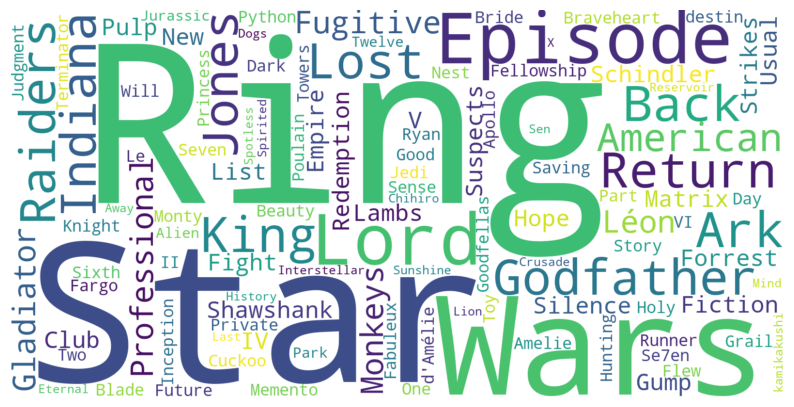 Jurassic
Python
Bride
Braveheart
destin
Pulp
New
Fugitive
Dogs
Twelve
X
Episode
Judgment
Terminator
Raiders
Indiana
Will
Jones
Princess
Dark
Towers
Lost
Nest
Fellowship
Schindler
Reservoir
Strikes
Usual
Ring
Spotless
Spirited
Poulain
Empire
V
Ryan
Good
Suspects
Apollo
Sen
Back
American
Le
Seven
List
Redemption
Jedi
Sense
Chihiro
Saving
Return
Away
Monty
Beauty
Lambs
Part
Matrix
Day
Knight
Alien
King
Lord
Goodfellas
Hope
Léon
VI
Ark
Gladiator
Professional
Sixth
II
Fight
Interstellar
Sunshine
Crusade
Story
Forrest
Fargo
Star
History
Monkeys
Godfather
Mind
Inception
Shawshank
Private
IV
Fabuleux
d'Amélie
Lion
Toy
Silence
Holy
Fiction
Club
Two
Last
Cuckoo
Park
Wars
Amelie
Hunting
Runner
Se7en
Grail
Gump
Flew
kamikakushi
Eternal
Blade
Future
Memento
One